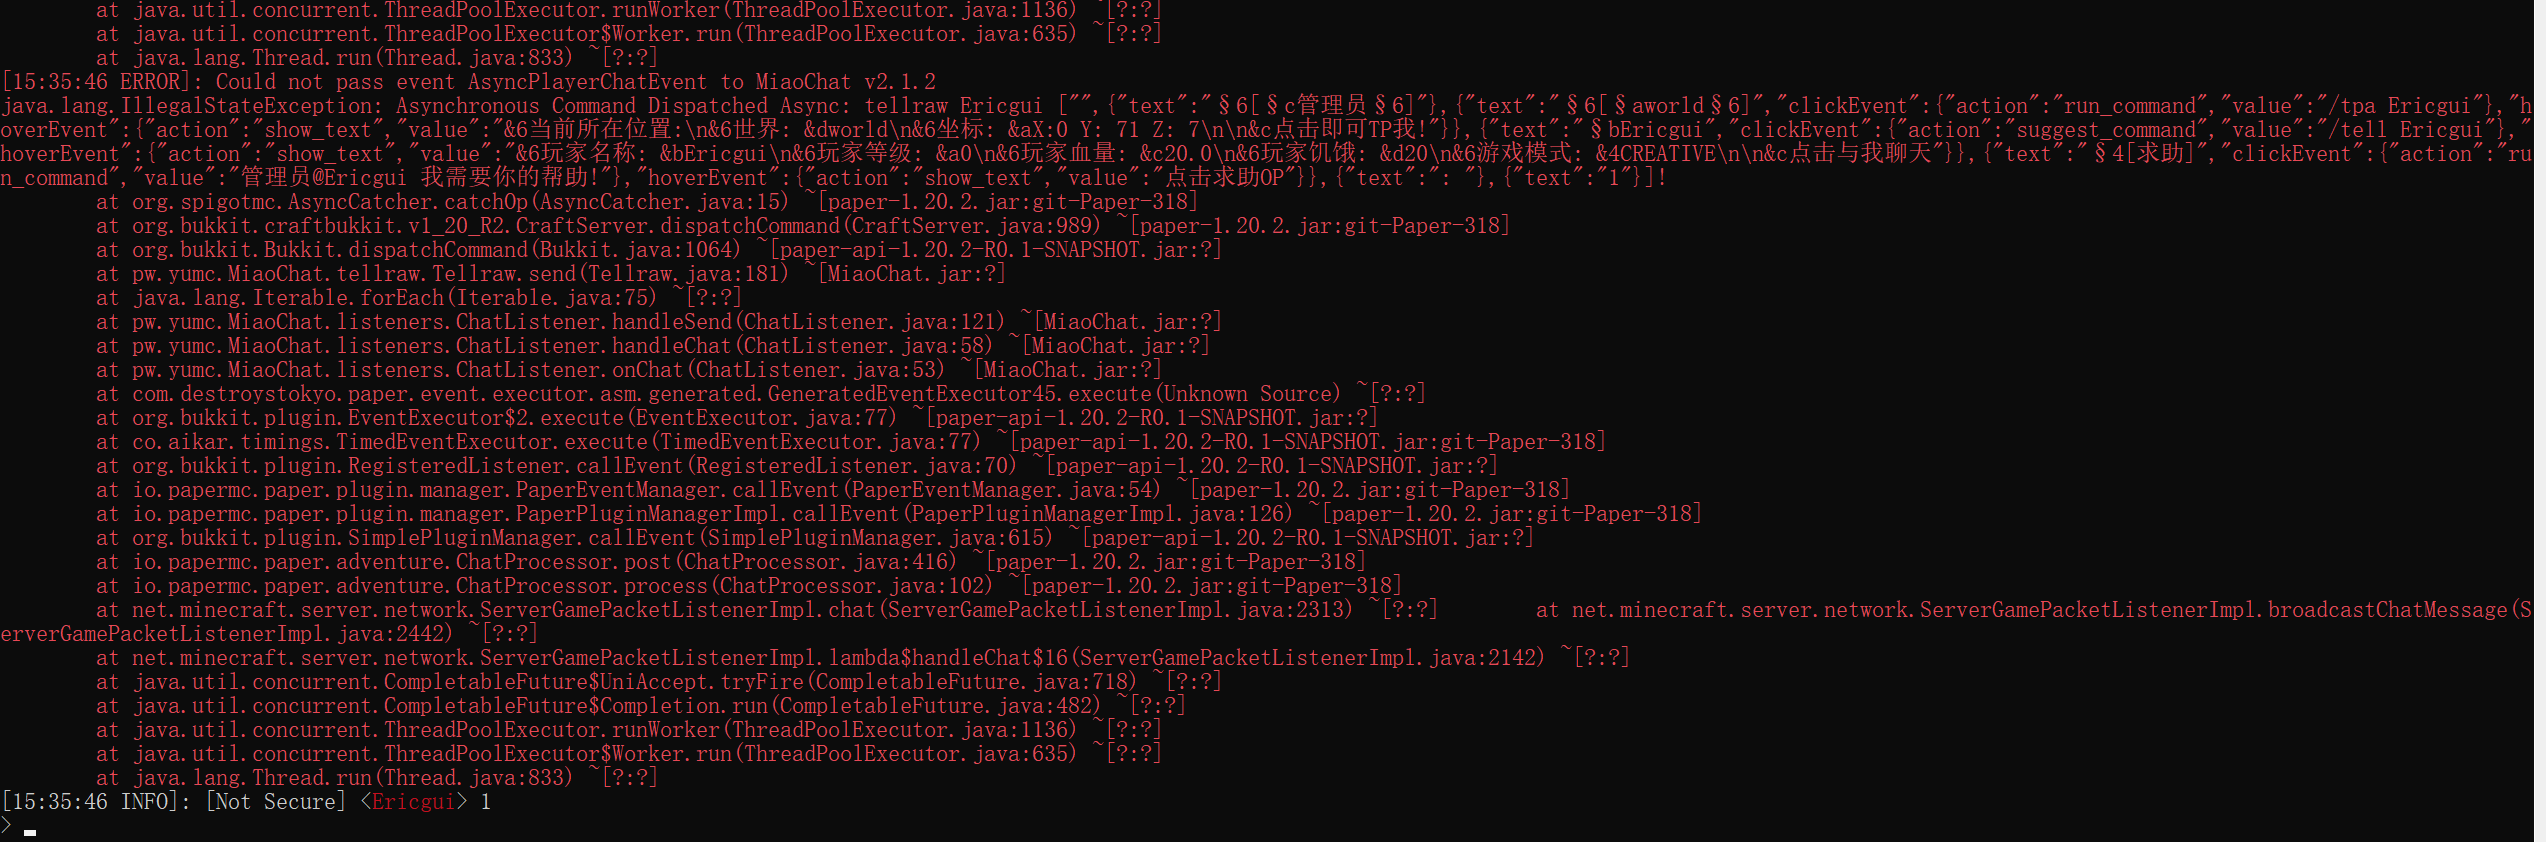 at java.util.concurrent.ThreadPoolExecutor.runWorker(ThreadPoolExecutor.java:1136) ~[?:?]
at java.util.concurrent.ThreadPoolExecutor$Worker.run(ThreadPoolExecutor.java:635) ~[?:?]
at java.lang.Thread.run(Thread.java:833) ~[?:?]
[15:35:46 ERROR]: Could not pass event AsyncPlayerChatEvent to MiaoChat v2.1.2
java.lang.IllegalStateException: Asynchronous Command Dispatched Async: tellraw Ericgui ["",{"text":"§6[§c管理员§6]"},{"text":"§6[§aworld§6]","clickEvent":{"action":"run_command","value":"/tpa Ericgui"},"h
overEvent":{"action":"show_text","value":"&6当前所在位置:\n&6世界: &dworld\n&6坐标: &aX:0 Y: 71 Z: 7\n\n&c点击即可TP我!"}},{"text":"§bEricgui","clickEvent":{"action":"suggest_command","value":"/tell Ericgui"},"
hoverEvent":{"action":"show_text","value":"&6玩家名称: &bEricgui\n&6玩家等级: &a0\n&6玩家血量: &c20.0\n&6玩家饥饿: &d20\n&6游戏模式: &4CREATIVE\n\n&c点击与我聊天"}},{"text":"§4[求助]","clickEvent":{"action":"ru
n_command","value":"管理员@Ericgui 我需要你的帮助!"},"hoverEvent":{"action":"show_text","value":"点击求助OP"}},{"text":": "},{"text":"1"}]!
at org.spigotmc.AsyncCatcher.catchOp(AsyncCatcher.java:15) ~[paper-1.20.2.jar:git-Paper-318]
at org.bukkit.craftbukkit.v1_20_R2.CraftServer.dispatchCommand(CraftServer.java:989) ~[paper-1.20.2.jar:git-Paper-318]
at org.bukkit.Bukkit.dispatchCommand(Bukkit.java:1064) ~[paper-api-1.20.2-R0.1-SNAPSHOT.jar:?]
at pw.yumc.MiaoChat.tellraw.Tellraw.send(Tellraw.java:181) ~[MiaoChat.jar:?]
at java.lang.Iterable.forEach(Iterable.java:75) ~[?:?]
at pw.yumc.MiaoChat.listeners.ChatListener.handleSend(ChatListener.java:121) ~[MiaoChat.jar:?]
at pw.yumc.MiaoChat.listeners.ChatListener.handleChat(ChatListener.java:58) ~[MiaoChat.jar:?]
at pw.yumc.MiaoChat.listeners.ChatListener.onChat(ChatListener.java:53) ~[MiaoChat.jar:?]
at com.destroystokyo.paper.event.executor.asm.generated.GeneratedEventExecutor45.execute(Unknown Source) ~[?:?]
at org.bukkit.plugin.EventExecutor$2.execute(EventExecutor.java:77) ~[paper-api-1.20.2-R0.1-SNAPSHOT.jar:?]
at co.aikar.timings.TimedEventExecutor.execute(TimedEventExecutor.java:77) ~[paper-api-1.20.2-R0.1-SNAPSHOT.jar:git-Paper-318]
at org.bukkit.plugin.RegisteredListener.callEvent(RegisteredListener.java:70) ~[paper-api-1.20.2-R0.1-SNAPSHOT.jar:?]
at io.papermc.paper.plugin.manager.PaperEventManager.callEvent(PaperEventManager.java:54) ~[paper-1.20.2.jar:git-Paper-318]
at io.papermc.paper.plugin.manager.PaperPluginManagerImpl.callEvent(PaperPluginManagerImpl.java:126) ~[paper-1.20.2.jar:git-Paper-318]
at org.bukkit.plugin.SimplePluginManager.callEvent(SimplePluginManager.java:615) ~[paper-api-1.20.2-R0.1-SNAPSHOT.jar:?]
at io.papermc.paper.adventure.ChatProcessor.post(ChatProcessor.java:416) ~[paper-1.20.2.jar:git-Paper-318]
at io.papermc.paper.adventure.ChatProcessor.process(ChatProcessor.java:102) ~[paper-1.20.2.jar:git-Paper-318]
at net.minecraft.server.network.ServerGamePacketListenerImpl.chat(ServerGamePacketListenerImpl.java:2313) ~[?:?]        at net.minecraft.server.network.ServerGamePacketListenerImpl.broadcastChatMessage(S
erverGamePacketListenerImpl.java:2442) ~[?:?]
at net.minecraft.server.network.ServerGamePacketListenerImpl.lambda$handleChat$16(ServerGamePacketListenerImpl.java:2142) ~[?:?]
at java.util.concurrent.CompletableFuture$UniAccept.tryFire(CompletableFuture.java:718) ~[?:?]
at java.util.concurrent.CompletableFuture$Completion.run(CompletableFuture.java:482) ~[?:?]
at java.util.concurrent.ThreadPoolExecutor.runWorker(ThreadPoolExecutor.java:1136) ~[?:?]
at java.util.concurrent.ThreadPoolExecutor$Worker.run(ThreadPoolExecutor.java:635) ~[?:?]
at java.lang.Thread.run(Thread.java:833) ~[?:?]
[15:35:46 INFO]: [Not Secure] <Ericgui> 1
>